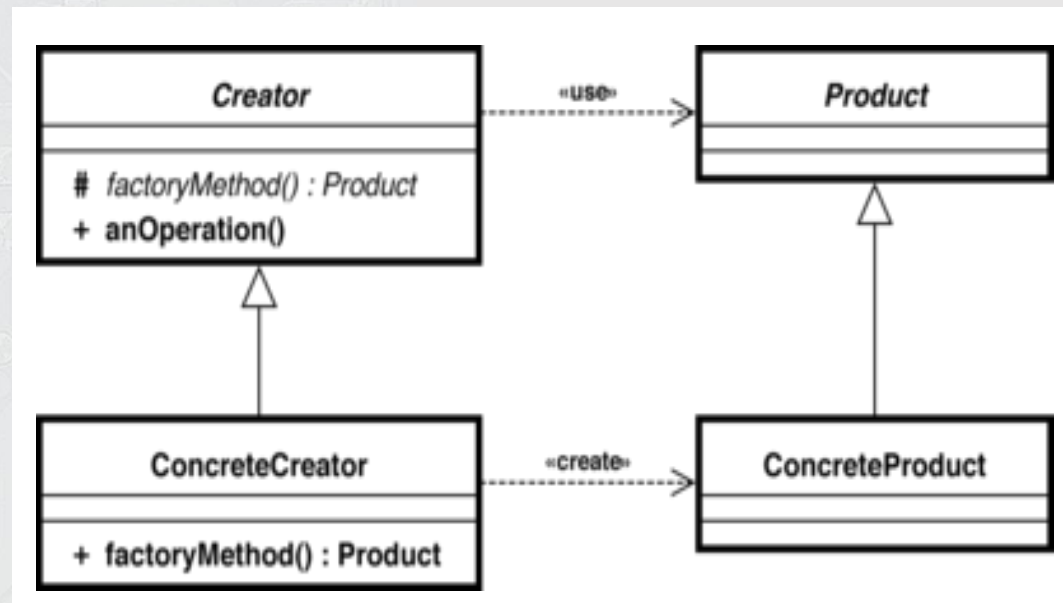 Creator
«use»
Product
# factoryMethod() : Product
+ anOperation()
ConcreteCreator
«create»
ConcreteProduct
+ factoryMethod() : Product